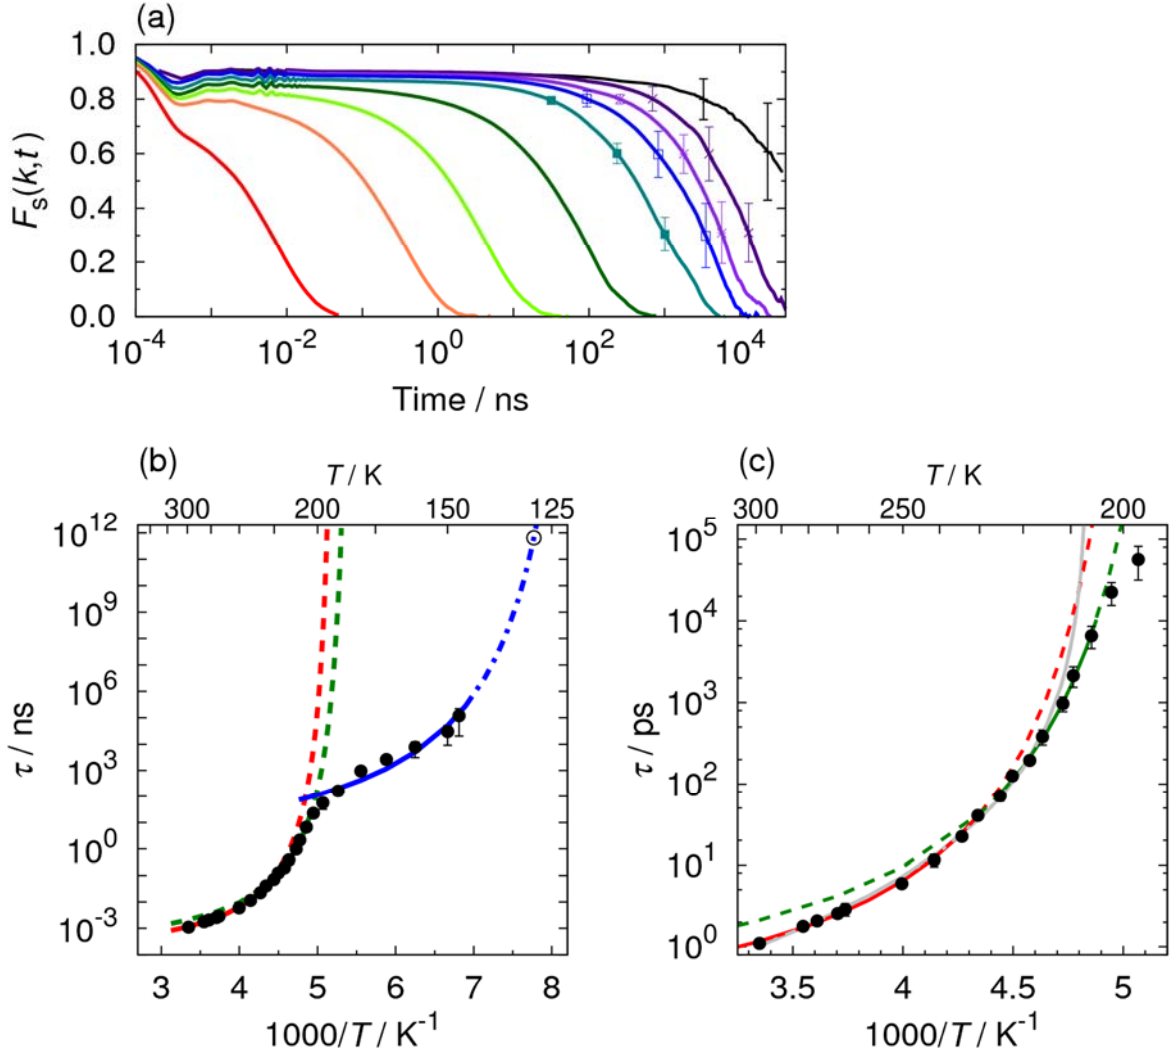 (a)
1.0
0.8
0.6
0.4
0.2
0.0
F_s(k,t)
10^-4 10^-2 10^0 10^2 10^4
Time / ns
(b)
T / K
300 200 150 125
10^12
10^9
10^6
10^3
10^0
10^-3
τ / ns
3 4 5 6 7 8
1000/T / K^-1
(c)
T / K
300 250 200
10^5
10^4
10^3
10^2
10^1
10^0
τ / ps
3.5 4 4.5 5
1000/T / K^-1